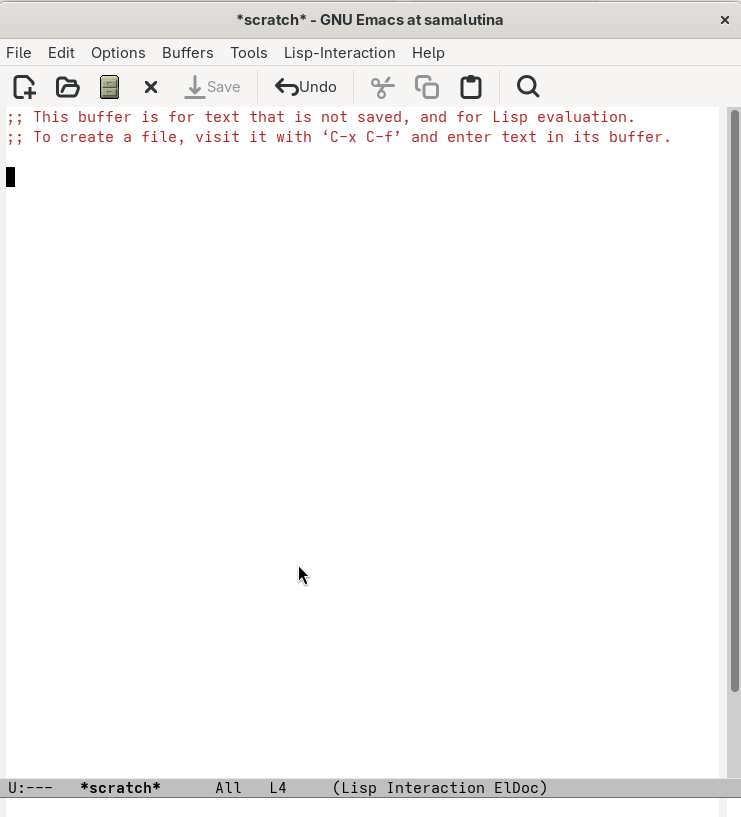 *scratch* - GNU Emacs at samalutina
File Edit Options Buffers Tools Lisp-Interaction Help
Save Undo
;; This buffer is for text that is not saved, and for Lisp evaluation.
;; To create a file, visit it with ‘C-x C-f’ and enter text in its buffer.
U:--- *scratch* All L4 (Lisp Interaction ElDoc)